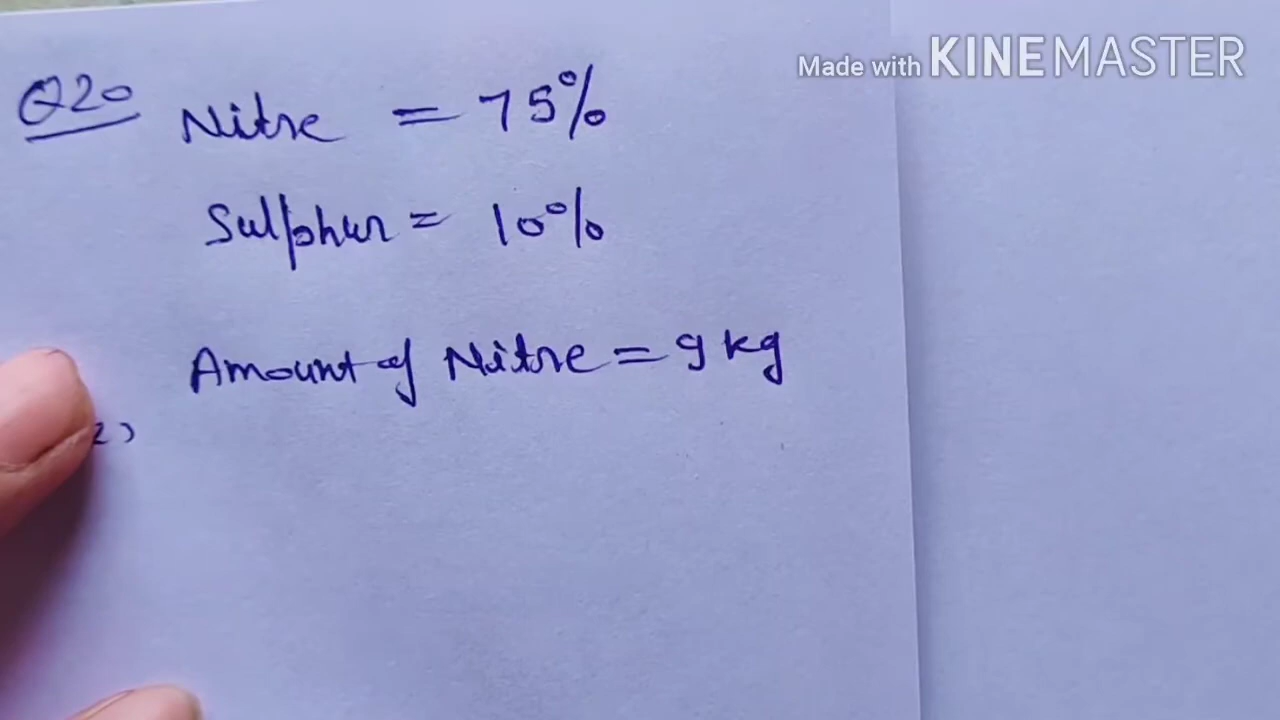 Made with KINEMASTER
Q20 Nitre = 75%
Sulphur = 10%
Amount of Nitre = 9 kg